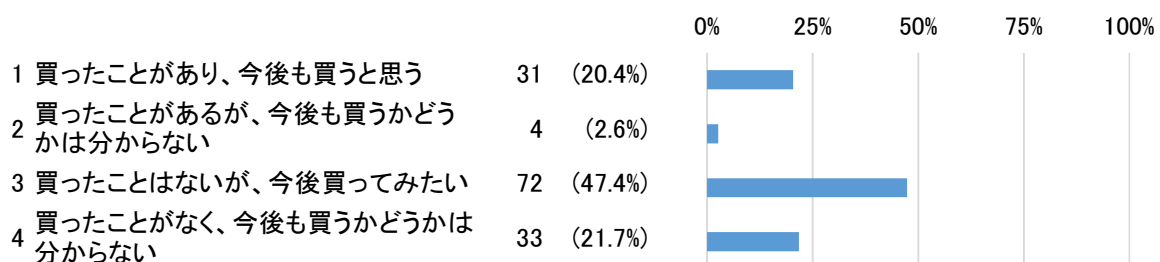 0% 25% 50% 75% 100%
1 買ったことがあり、今後も買うと思う 31 (20.4%)
2 買ったことがあるが、今後も買うかどう
かは分からない 4 (2.6%)
3 買ったことはないが、今後買ってみたい 72 (47.4%)
4 買ったことがなく、今後も買うかどうかは
分からない 33 (21.7%)